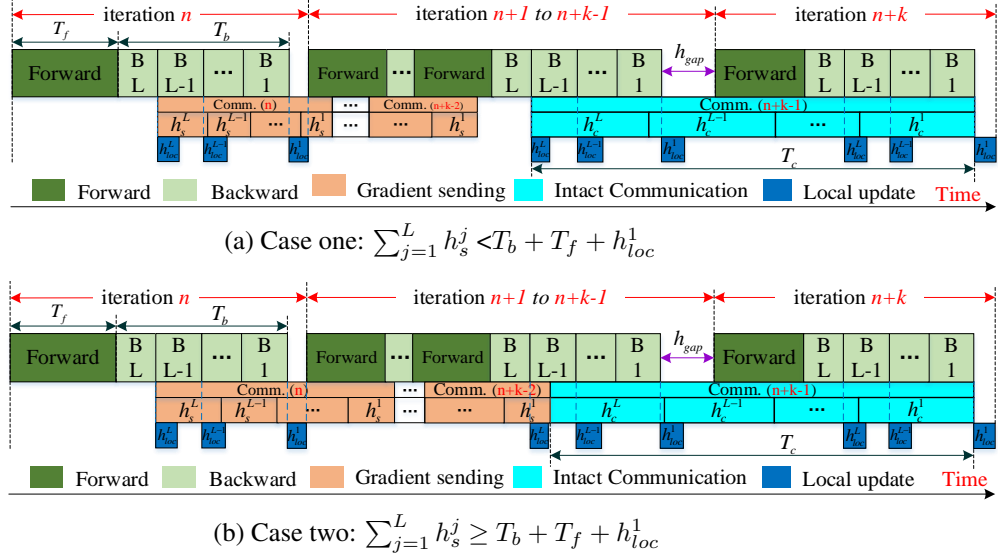 iteration n iteration n+1 to n+k-1 iteration n+k
T_f T_b h_gap
Forward B L B L-1 ... B 1 Forward ... Forward B L B L-1 ... B 1 Forward B L B L-1 ... B 1
Comm. (n) ... Comm. (n+k-2) Comm. (n+k-1)
h_s^L h_s^{L-1} ... h_s^1 ... ... h_s^1 h_c^L h_c^{L-1} ... h_c^1
h_loc^L h_loc^{L-1} h_loc^1 h_loc^L h_loc^{L-1} h_loc^1 h_loc^L h_loc^{L-1} h_loc^1
T_c
Forward Backward Gradient sending Intact Communication Local update Time
(a) Case one: ∑_{j=1}^{L} h_s^j < T_b + T_f + h_{loc}^1
iteration n iteration n+1 to n+k-1 iteration n+k
T_f T_b h_gap
Forward B L B L-1 ... B 1 Forward ... Forward B L B L-1 ... B 1 Forward B L B L-1 ... B 1
Comm. (n) ... Comm. (n+k-2) Comm. (n+k-1)
h_s^L h_s^{L-1} ... h_s^1 ... ... h_s^1 h_c^L h_c^{L-1} ... h_c^1
h_loc^L h_loc^{L-1} h_loc^1 h_loc^L h_loc^{L-1} h_loc^1 h_loc^L h_loc^{L-1} h_loc^1
T_c
Forward Backward Gradient sending Intact Communication Local update Time
(b) Case two: ∑_{j=1}^{L} h_s^j ≥ T_b + T_f + h_{loc}^1